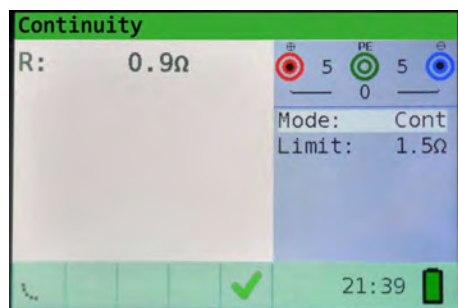 Continuity
R: 0.9Ω
⊕ PE ⊖
5 5
0
Mode: Cont
Limit: 1.5Ω
21:39